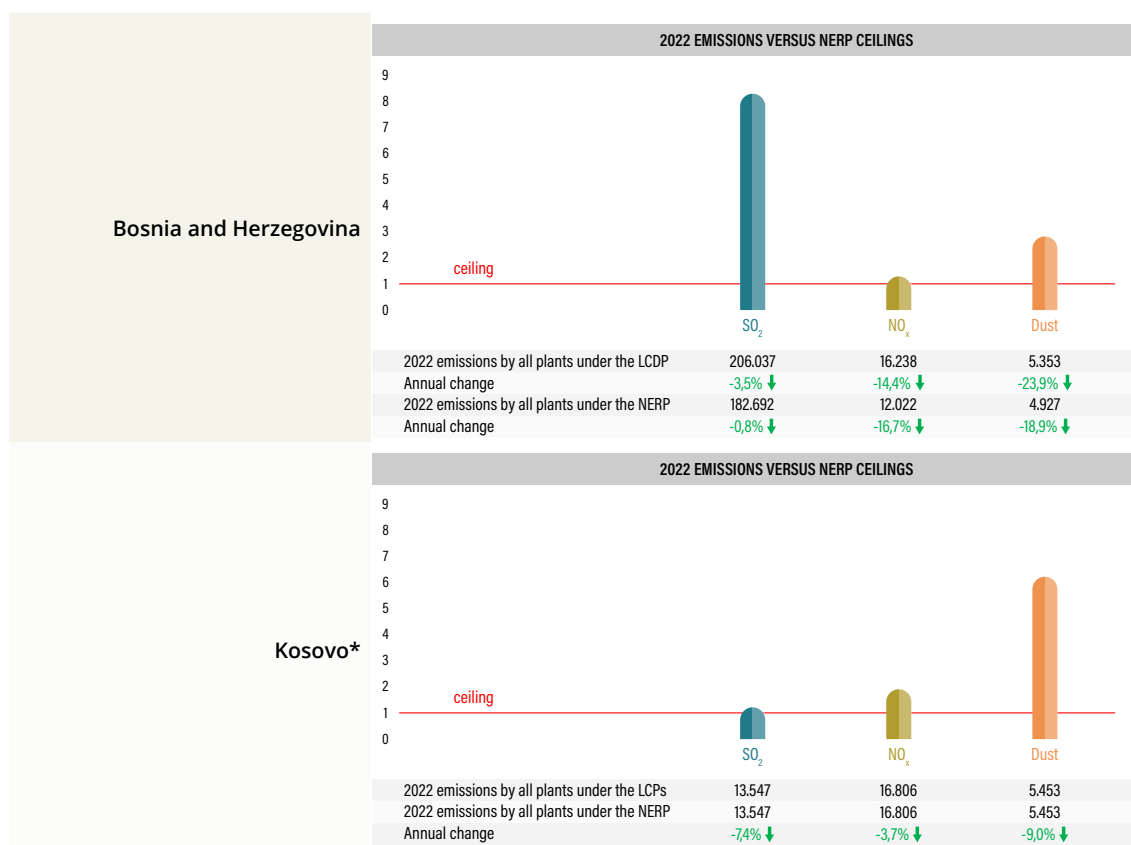 Bosnia and Herzegovina
2022 EMISSIONS VERSUS NERP CEILINGS
9
8
7
6
5
4
3
2
ceiling
1
0
SO2 NOx Dust
2022 emissions by all plants under the LCDP 206.037 16.238 5.353
Annual change -3,5% -14,4% -23,9%
2022 emissions by all plants under the NERP 182.692 12.022 4.927
Annual change -0,8% -16,7% -18,9%
Kosovo*
2022 EMISSIONS VERSUS NERP CEILINGS
9
8
7
6
5
4
3
2
ceiling
1
0
SO2 NOx Dust
2022 emissions by all plants under the LCPs 13.547 16.806 5.453
2022 emissions by all plants under the NERP 13.547 16.806 5.453
Annual change -7,4% -3,7% -9,0%